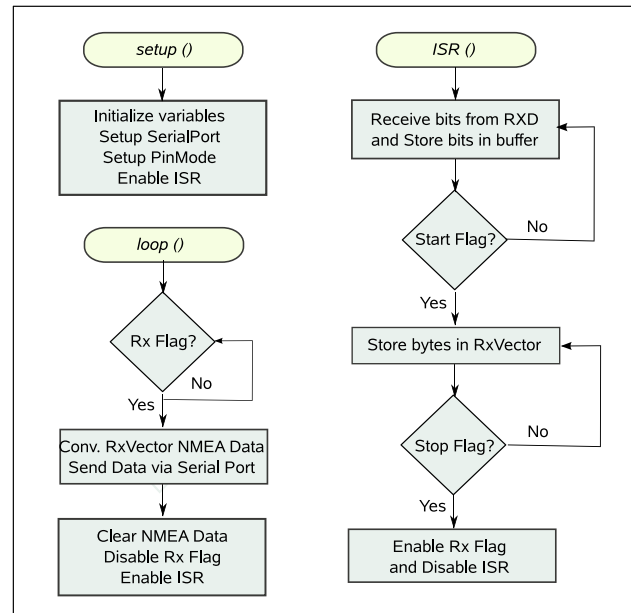 setup ()
Initialize variables
Setup SerialPort
Setup PinMode
Enable ISR
loop ()
Rx Flag?
No
Yes
Conv. RxVector NMEA Data
Send Data via Serial Port
Clear NMEA Data
Disable Rx Flag
Enable ISR
ISR ()
Receive bits from RXD
and Store bits in buffer
Start Flag?
No
Yes
Store bytes in RxVector
Stop Flag?
No
Yes
Enable Rx Flag
and Disable ISR